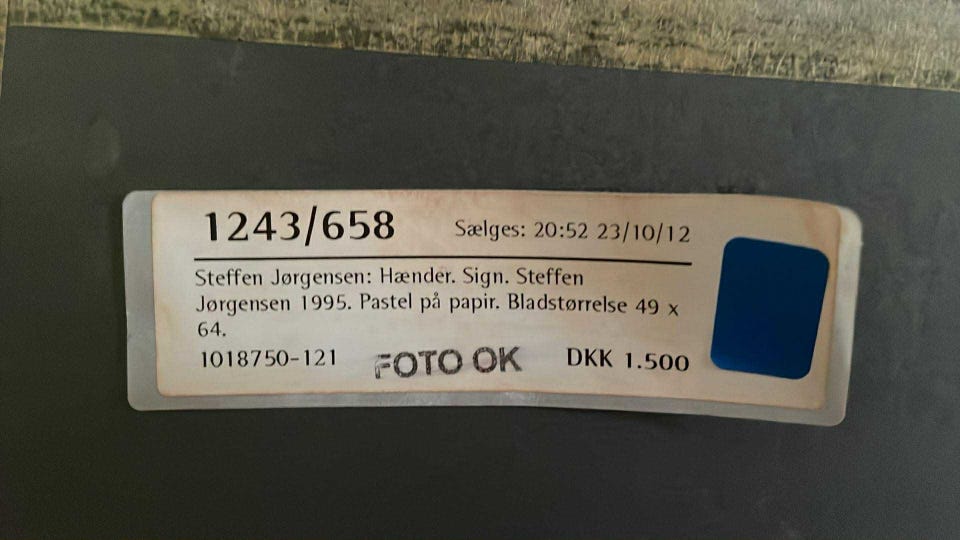 1243/658 Sælges: 20:52 23/10/12
Steffen Jørgensen: Hænder. Sign. Steffen
Jørgensen 1995. Pastel på papir. Bladstørrelse 49 x
64.
1018750-121 FOTO OK DKK 1.500